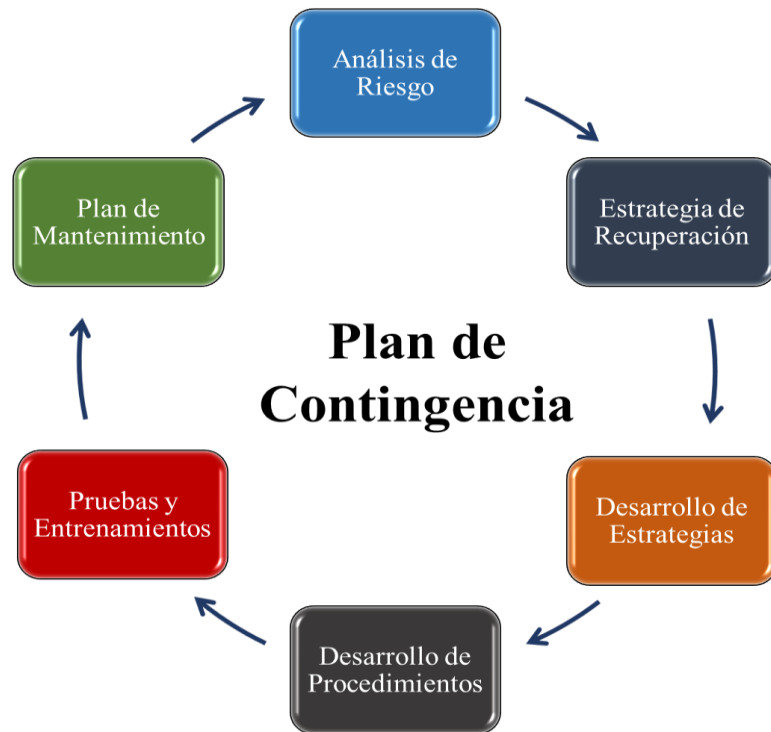 Análisis de
Riesgo
Estrategia de
Recuperación
Desarrollo de
Estrategias
Desarrollo de
Procedimientos
Pruebas y
Entrenamientos
Plan de
Mantenimiento
Plan de
Contingencia